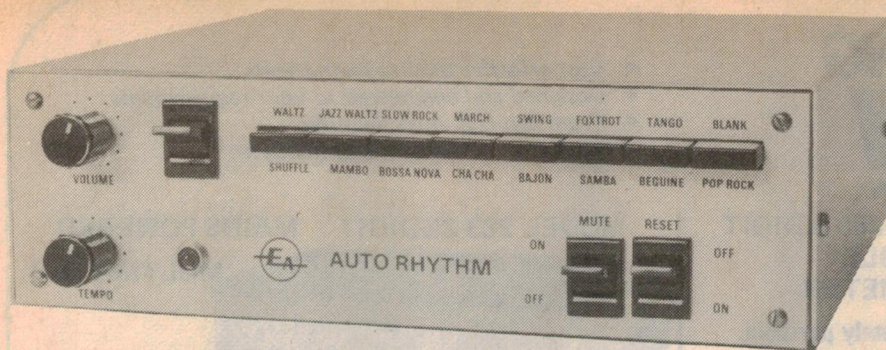 WALTZ JAZZ WALTZ SLOW ROCK MARCH SWING FOXTROT TANGO BLANK
SHUFFLE MAMBO BOSSA NOVA CHA CHA BAJON SAMBA BEGUINE POP ROCK
VOLUME
MUTE RESET
ON OFF
EA AUTO RHYTHM
OFF ON
TEMPO